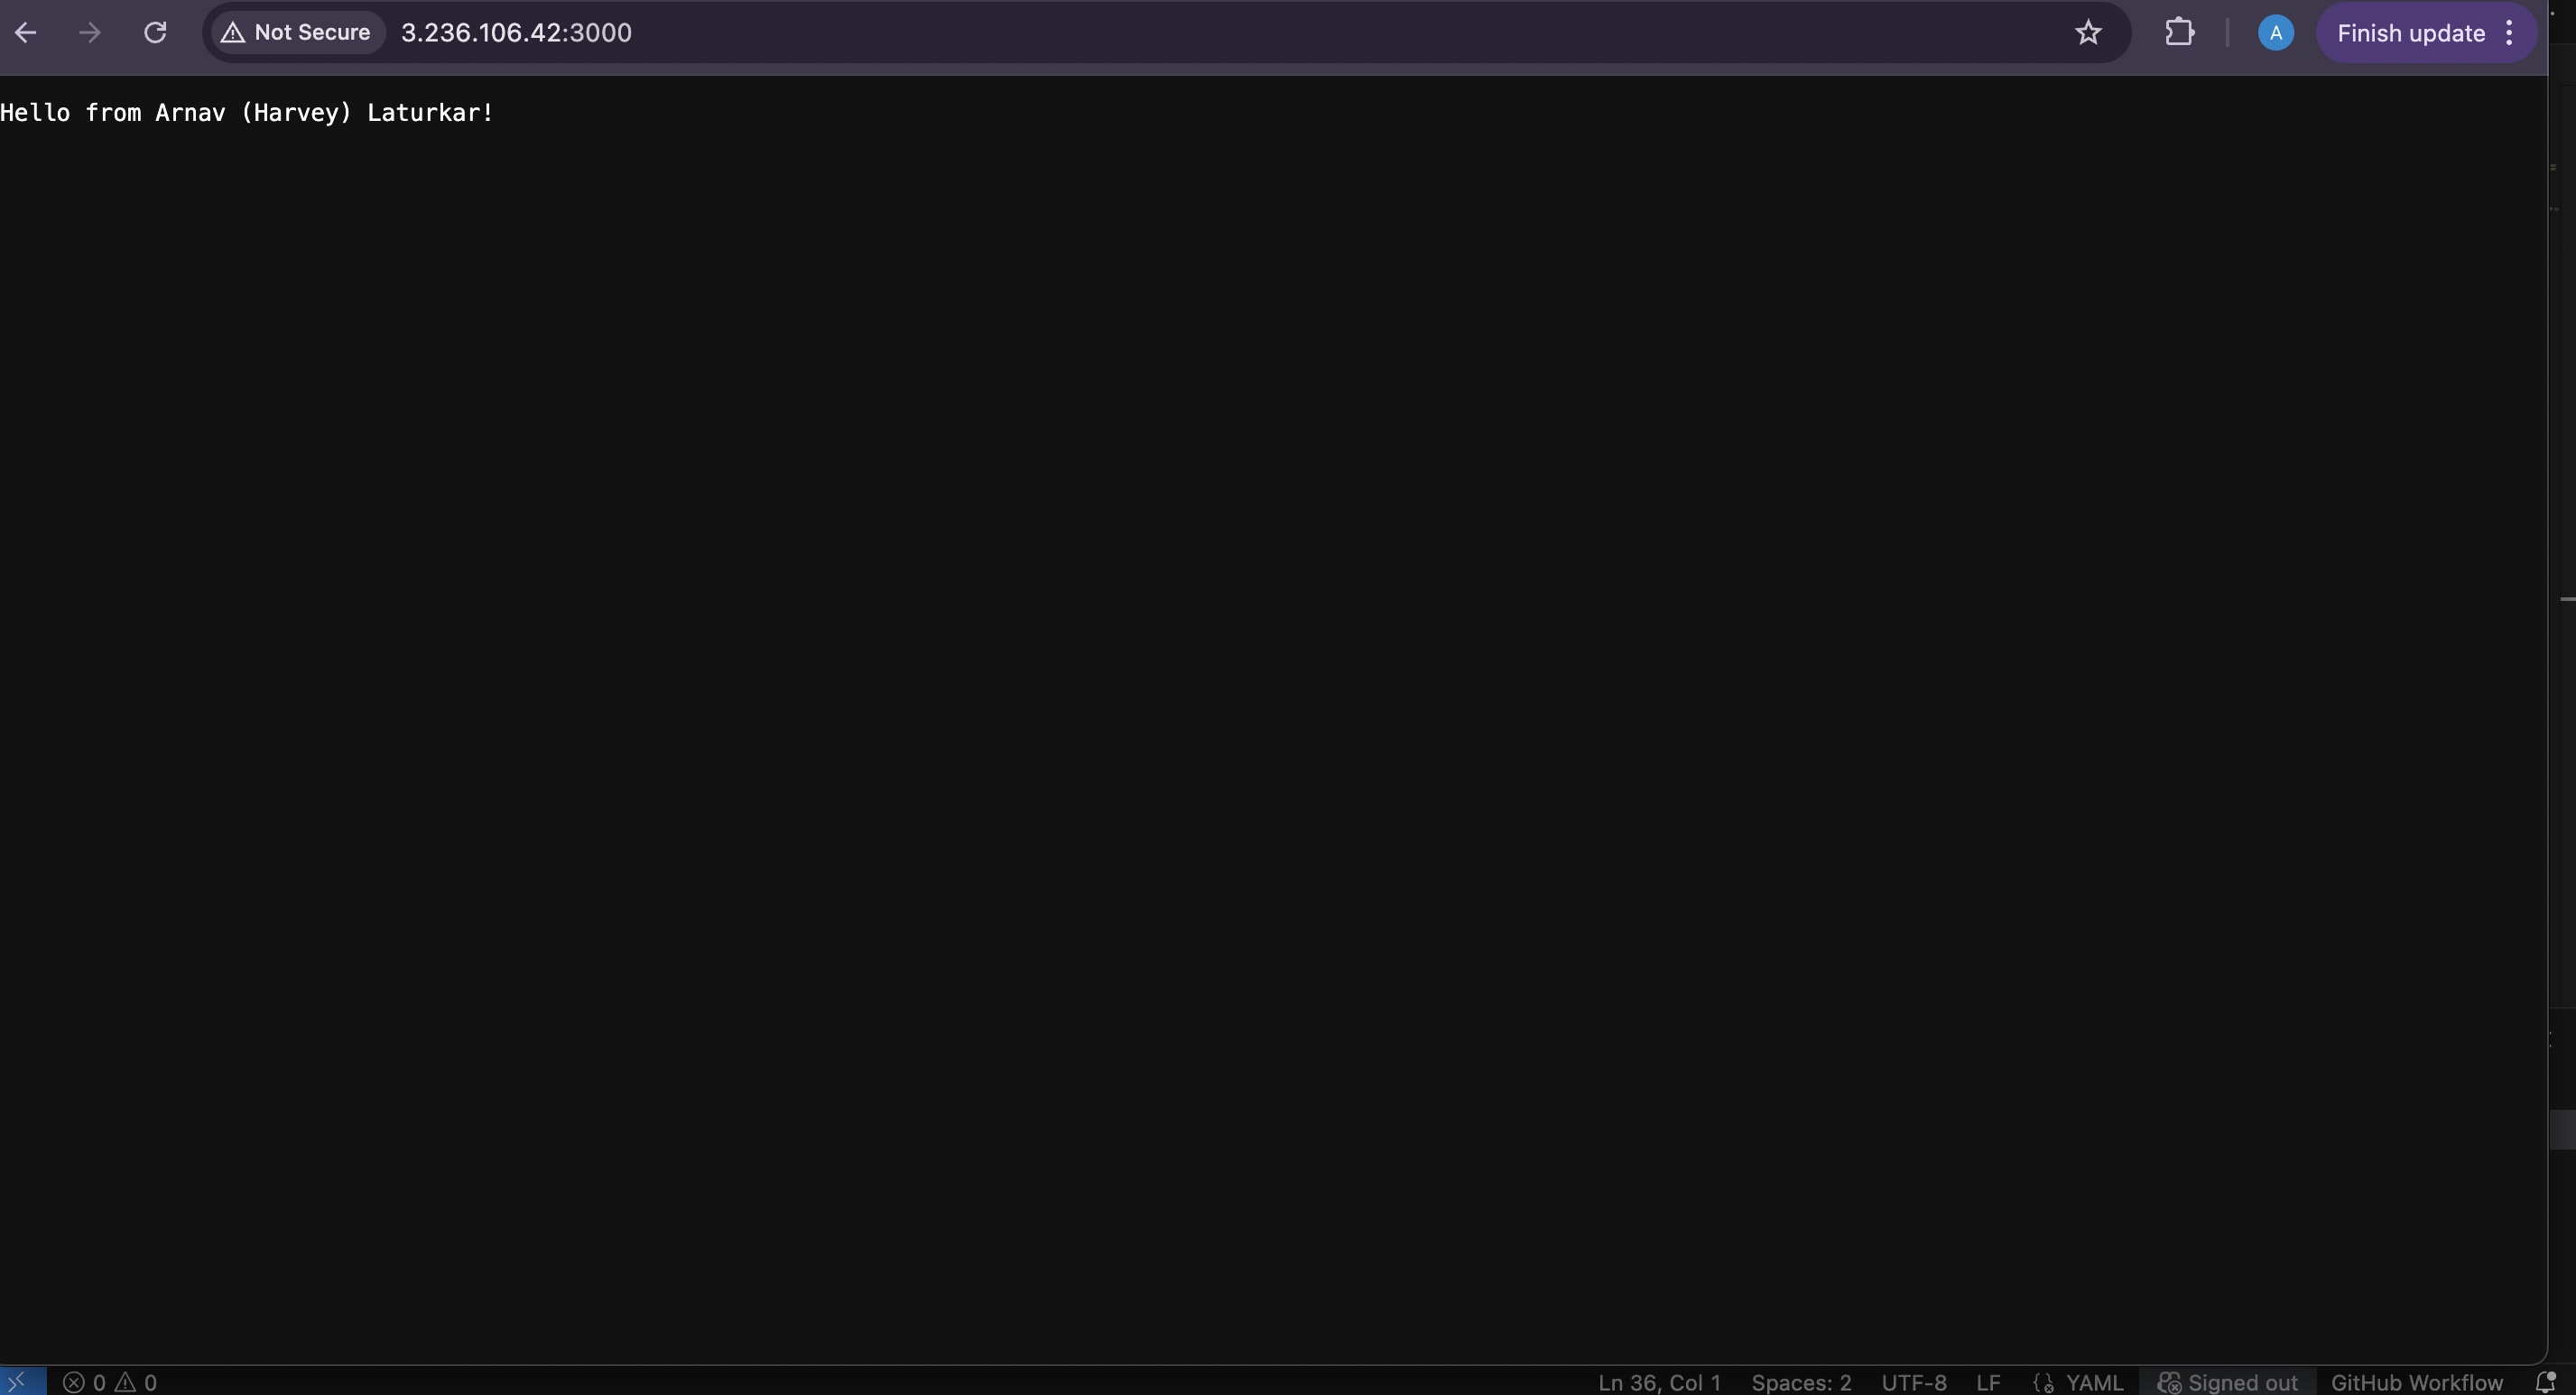 Not Secure 3.236.106.42:3000 A Finish update
Hello from Arnav (Harvey) Laturkar!
0 0 Ln 36, Col 1 Spaces: 2 UTF-8 LF YAML Signed out GitHub Workflow